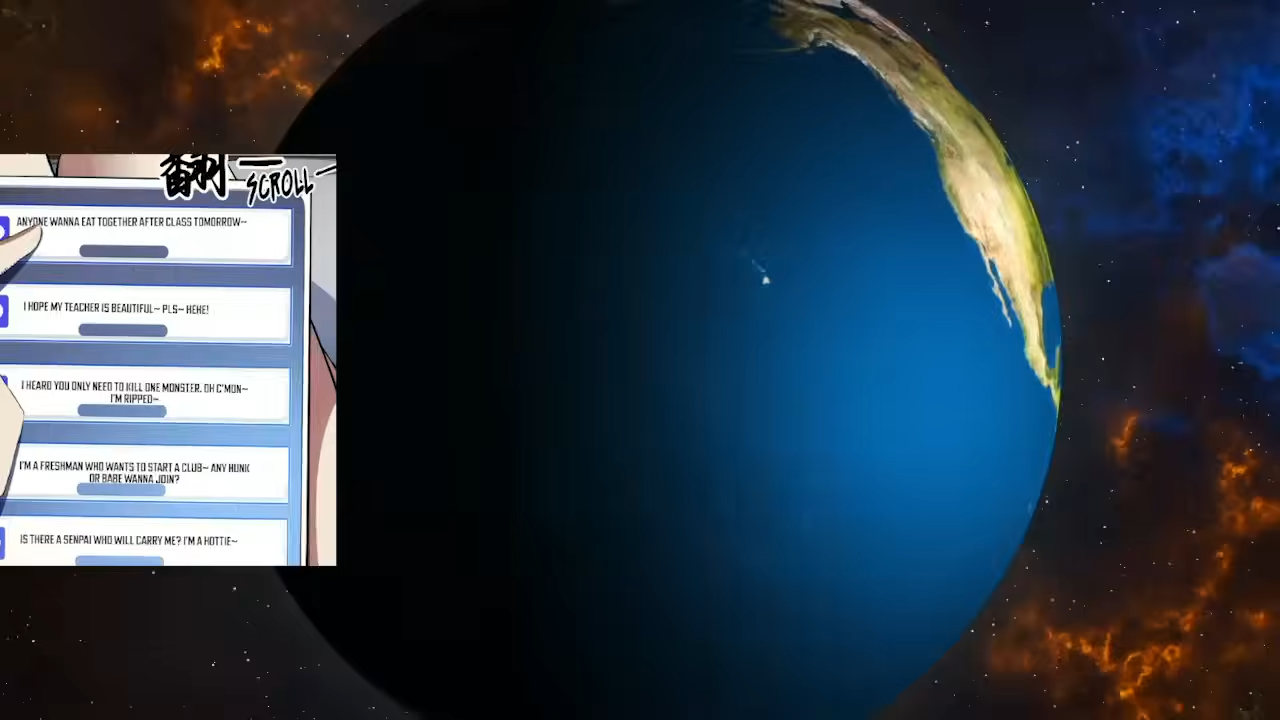 翻
SCROLL
ANYONE WANNA EAT TOGETHER AFTER CLASS TOMORROW~
I HOPE MY TEACHER IS BEAUTIFUL~ PLS~ HEHE!
I HEARD YOU ONLY NEED TO KILL ONE MONSTER. OH C'MON~
I'M RIPPED~
I'M A FRESHMAN WHO WANTS TO START A CLUB~ ANY HUNK
OR BABE WANNA JOIN?
IS THERE A SENPAI WHO WILL CARRY ME? I'M A HOTTIE~